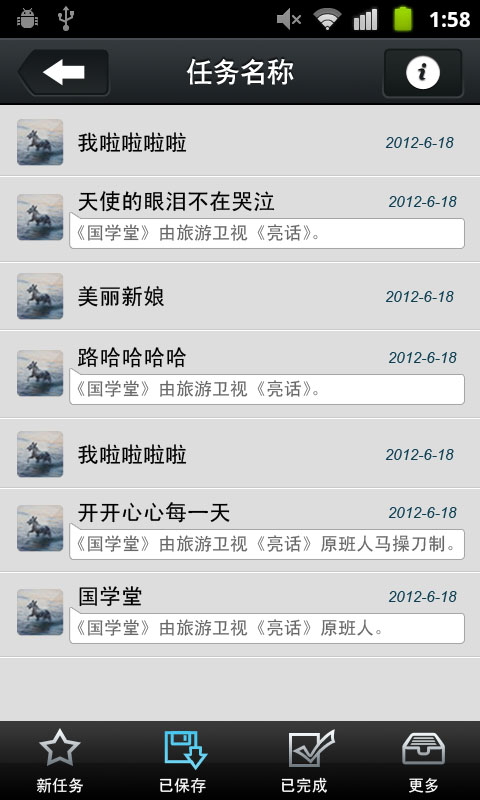 1:58
任务名称
我啦啦啦啦
2012-6-18
天使的眼泪不在哭泣
2012-6-18
《国学堂》由旅游卫视《亮话》。
美丽新娘
2012-6-18
路哈哈哈哈
2012-6-18
《国学堂》由旅游卫视《亮话》。
我啦啦啦啦
2012-6-18
开开心心每一天
2012-6-18
《国学堂》由旅游卫视《亮话》原班人马操刀制。
国学堂
2012-6-18
《国学堂》由旅游卫视《亮话》原班人。
新任务
已保存
已完成
更多